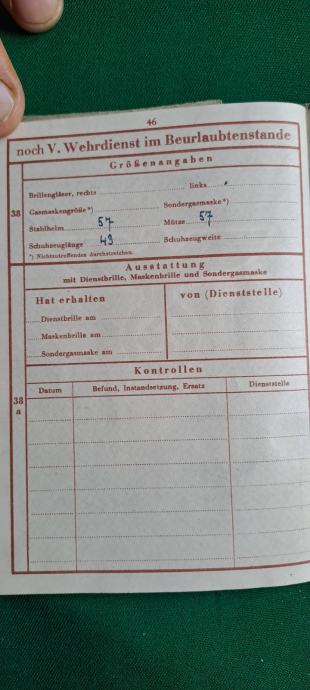 46
noch V. Wehrdienst im Beurlaubtenstande
Größenangaben
Brillengläser, rechts links
38 Gasmaskengröße*) Sondergasmaske*)
Stahlhelm 57 Mütze 57
Schuhzeuglänge 43 Schuhzeugweite
*) Nichtzutreffendes durchstreichen.
Ausstattung
mit Dienstbrille, Maskenbrille und Sondergasmaske
Hat erhalten von (Dienststelle)
Dienstbrille am
Maskenbrille am
Sondergasmaske am
Kontrollen
38 a
Datum Befund, Instandsetzung, Ersatz Dienststelle